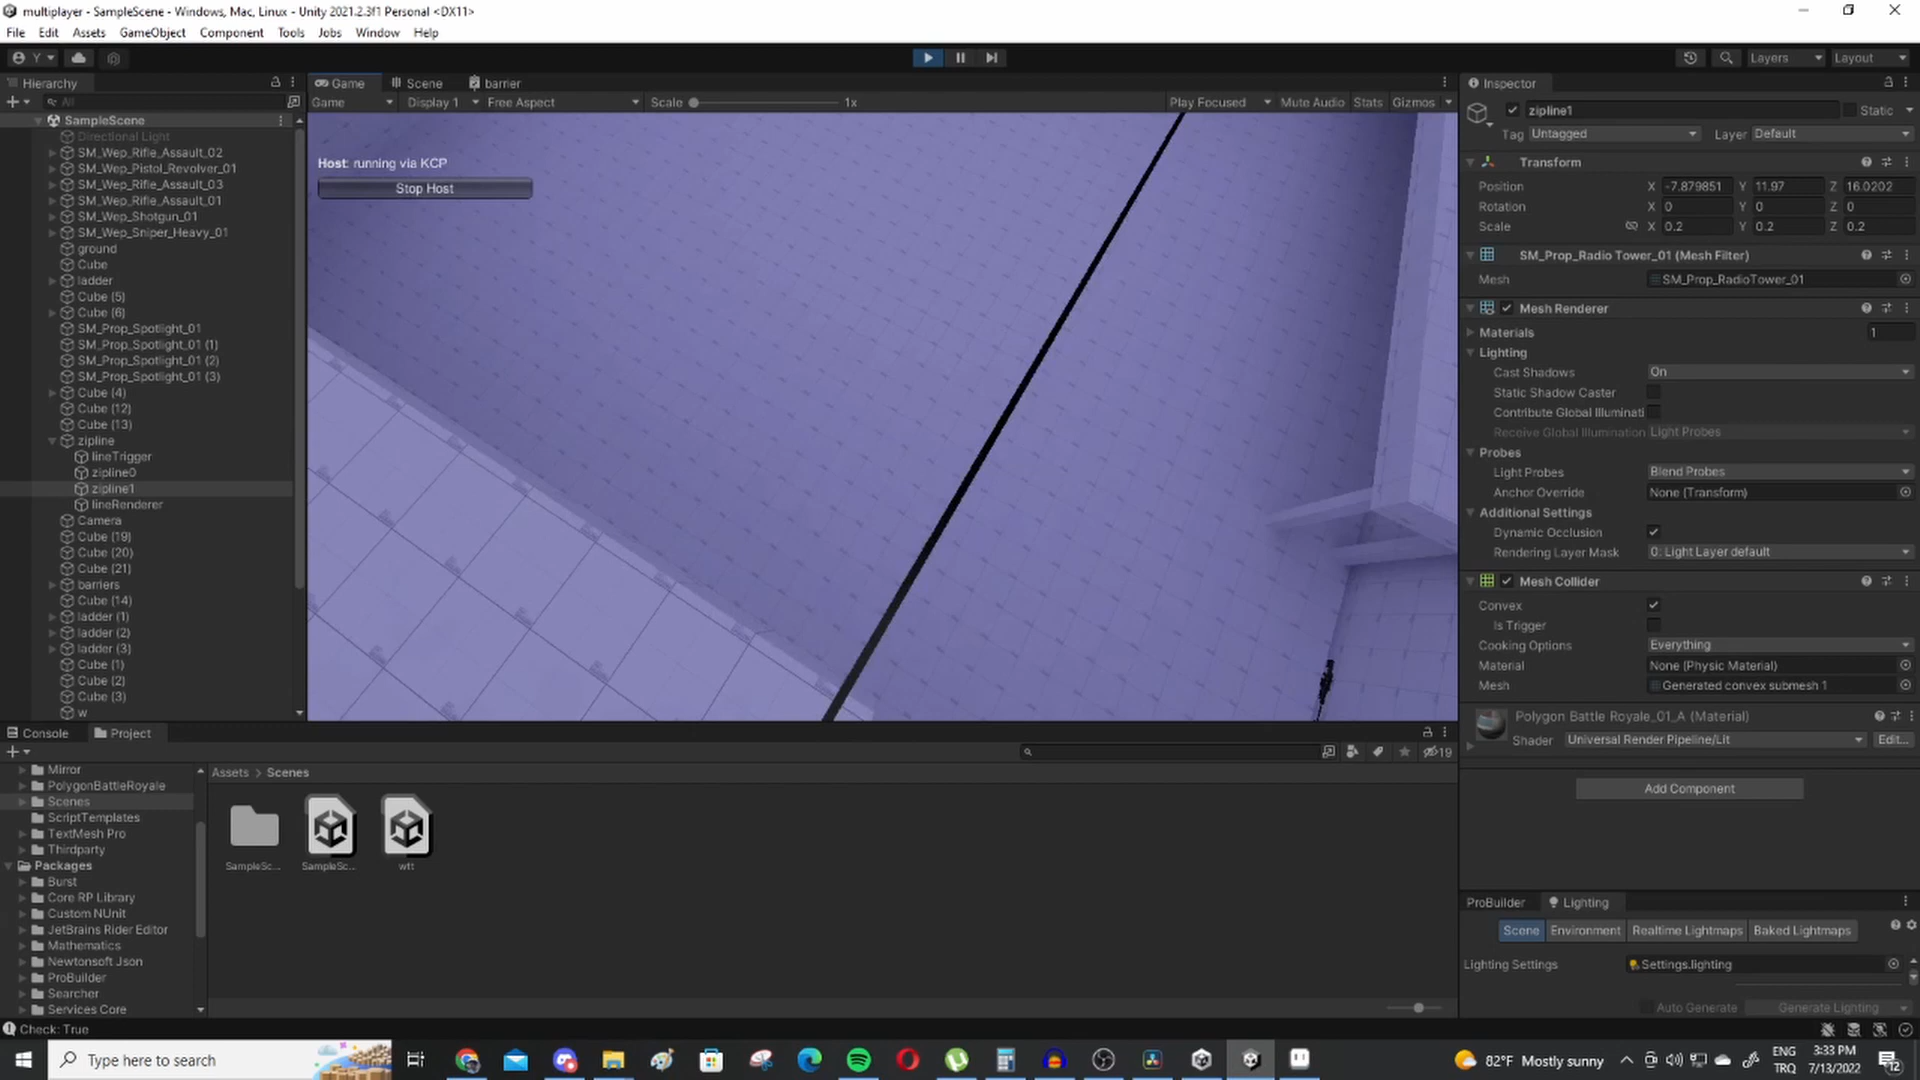 multiplayer - SampleScene - Windows, Mac, Linux - Unity 2021.2.3f1 Personal <DX11>
File Edit Assets GameObject Component Tools Jobs Window Help
Y Layers Layout
Hierarchy
All
SampleScene
Directional Light
SM_Wep_Rifle_Assault_02
SM_Wep_Pistol_Revolver_01
SM_Wep_Rifle_Assault_03
SM_Wep_Rifle_Assault_01
SM_Wep_Shotgun_01
SM_Wep_Sniper_Heavy_01
ground
Cube
ladder
Cube (5)
Cube (6)
SM_Prop_Spotlight_01
SM_Prop_Spotlight_01 (1)
SM_Prop_Spotlight_01 (2)
SM_Prop_Spotlight_01 (3)
Cube (4)
Cube (12)
Cube (13)
zipline
lineTrigger
zipline0
zipline1
lineRenderer
Camera
Cube (19)
Cube (20)
Cube (21)
barriers
Cube (14)
ladder (1)
ladder (2)
ladder (3)
Cube (1)
Cube (2)
Cube (3)
w
Game Scene barrier
Game Display 1 Free Aspect Scale 1x Play Focused Mute Audio Stats Gizmos
Host: running via KCP
Stop Host
Inspector
zipline1 Static
Tag Untagged Layer Default
Transform
Position X -7.879851 Y 11.97 Z 16.0202
Rotation X 0 Y 0 Z 0
Scale X 0.2 Y 0.2 Z 0.2
SM_Prop_Radio Tower_01 (Mesh Filter)
Mesh SM_Prop_RadioTower_01
Mesh Renderer
Materials 1
Lighting
Cast Shadows On
Static Shadow Caster
Contribute Global Illuminati
Receive Global Illumination Light Probes
Probes
Light Probes Blend Probes
Anchor Override None (Transform)
Additional Settings
Dynamic Occlusion
Rendering Layer Mask 0: Light Layer default
Mesh Collider
Convex
Is Trigger
Cooking Options Everything
Material None (Physic Material)
Mesh Generated convex submesh 1
Polygon Battle Royale_01_A (Material)
Shader Universal Render Pipeline/Lit Edit...
Add Component
ProBuilder Lighting
Scene Environment Realtime Lightmaps Baked Lightmaps
Lighting Settings Settings.lighting
Auto Generate Generate Lighting
Console Project
19
Mirror
PolygonBattleRoyale
Scenes
ScriptTemplates
TextMesh Pro
Thirdparty
Packages
Burst
Core RP Library
Custom NUnit
JetBrains Rider Editor
Mathematics
Newtonsoft Json
ProBuilder
Searcher
Services Core
Assets > Scenes
SampleSc... SampleSc... wtt
Check: True
Type here to search
82°F Mostly sunny
ENG
TRQ
3:33 PM
7/13/2022
12